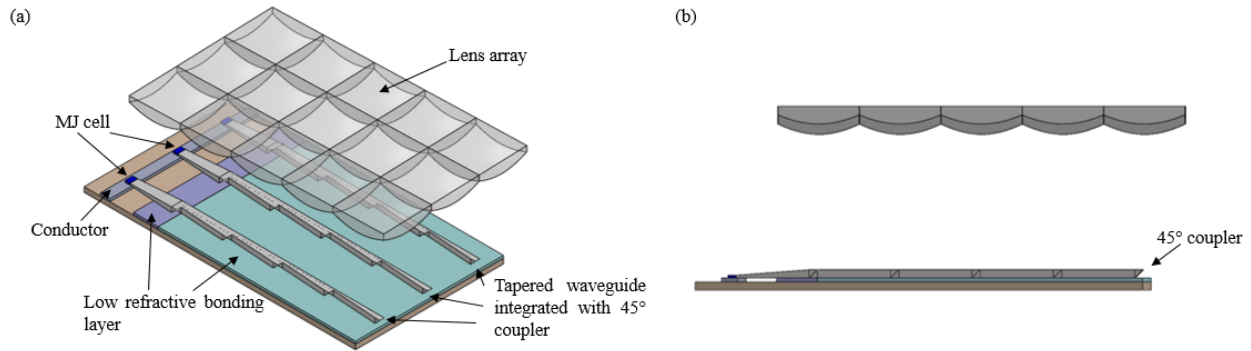 (a)
Lens array
MJ cell
Conductor
Low refractive bonding
layer
Tapered waveguide
integrated with 45°
coupler
(b)
45° coupler